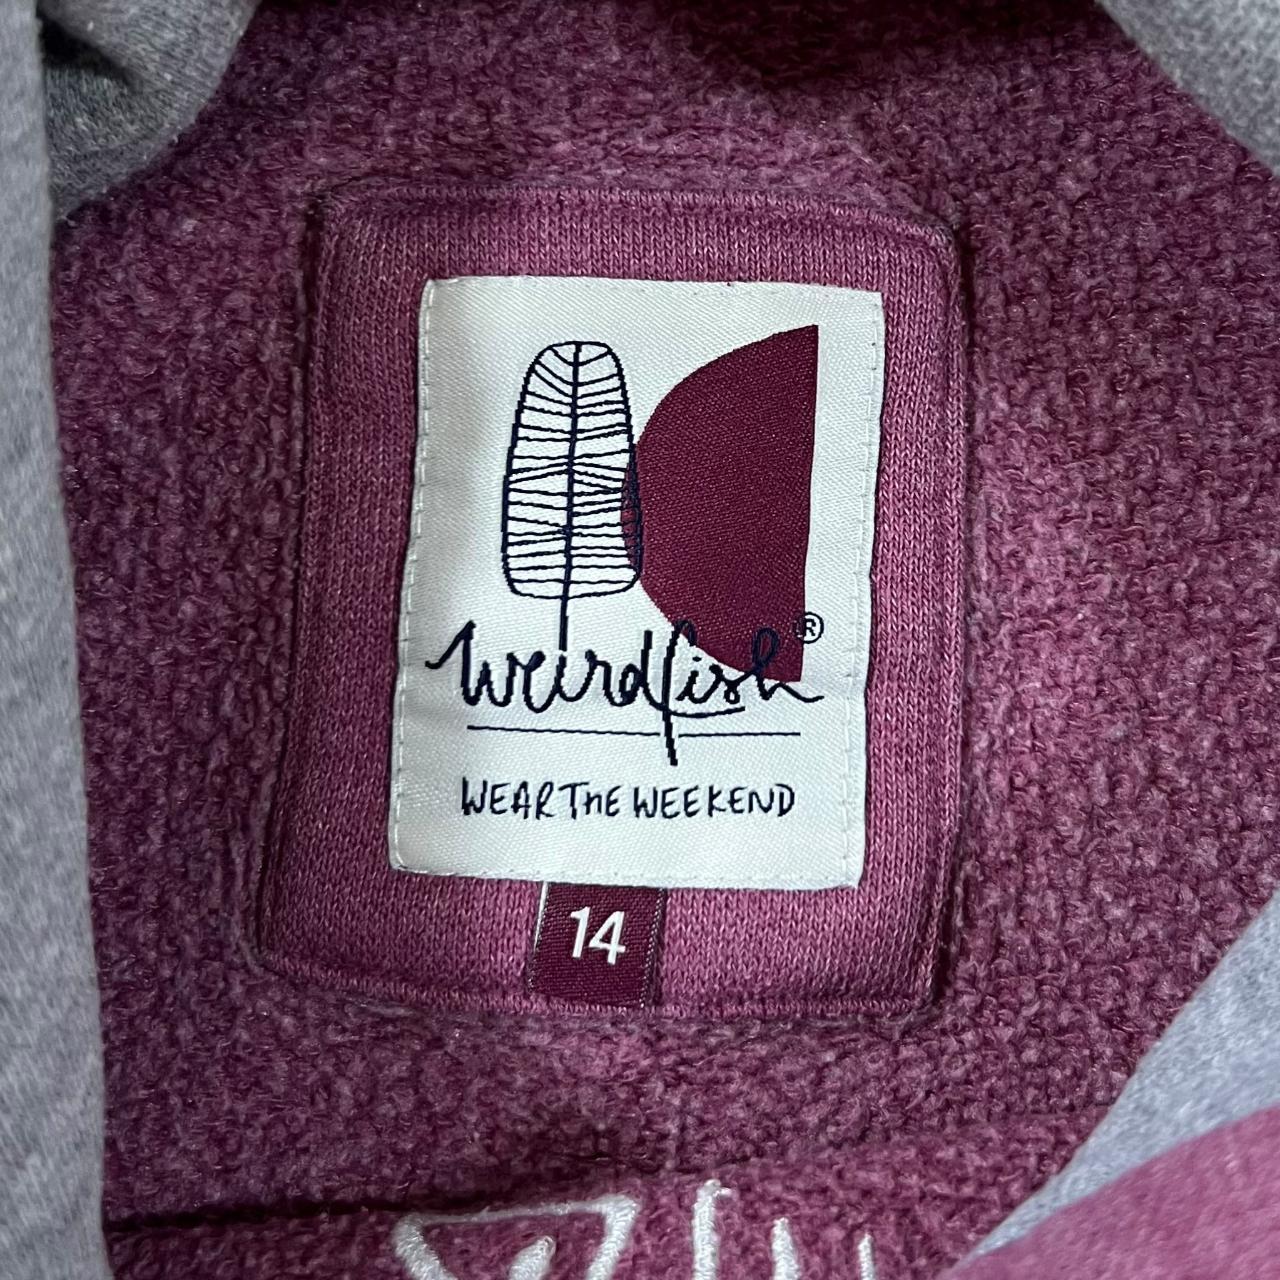 weirdfish®
WEAR THE WEEKEND
14